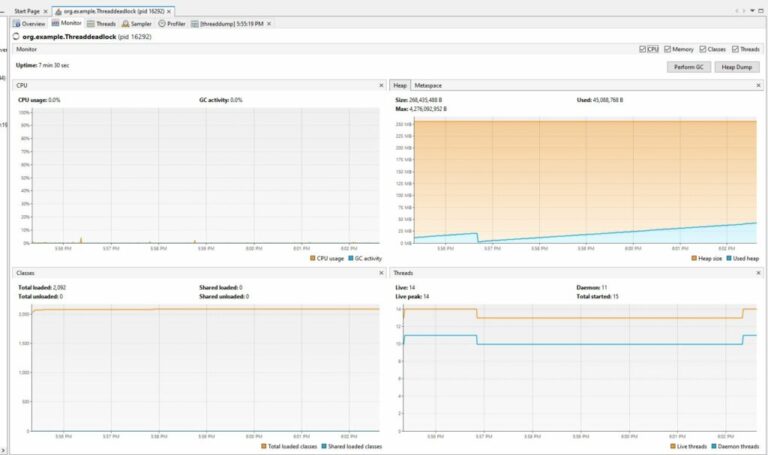 Start Page org.example.Threaddeadlock (pid 16292)
Overview Monitor Threads Sampler Profiler [threaddump] 5:55:19 PM
org.example.Threaddeadlock (pid 16292)
Monitor CPU Memory Classes Threads
Uptime: 7 min 30 sec Perform GC Heap Dump
CPU
CPU usage: 0.0% GC activity: 0.0%
100%
90%
80%
70%
60%
50%
40%
30%
20%
10%
0%
5:56 PM 5:57 PM 5:58 PM 5:59 PM 6:00 PM 6:01 PM 6:02 PM
CPU usage GC activity
Heap Metaspace
Size: 268,435,488 B Used: 45,088,768 B
Max: 4,276,092,952 B
250 MB
225 MB
200 MB
175 MB
150 MB
125 MB
100 MB
75 MB
50 MB
25 MB
0 MB
5:56 PM 5:57 PM 5:58 PM 5:59 PM 6:00 PM 6:01 PM 6:02 PM
Heap size Used heap
Classes
Total loaded: 2,092 Shared loaded: 0
Total unloaded: 0 Shared unloaded: 0
2,000
1,500
1,000
500
0
5:56 PM 5:57 PM 5:58 PM 5:59 PM 6:00 PM 6:01 PM 6:02 PM
Total loaded classes Shared loaded classes
Threads
Live: 14 Daemon: 11
Live peak: 14 Total started: 15
14
12
10
8
6
4
2
0
5:56 PM 5:57 PM 5:58 PM 5:59 PM 6:00 PM 6:01 PM 6:02 PM
Live threads Daemon threads